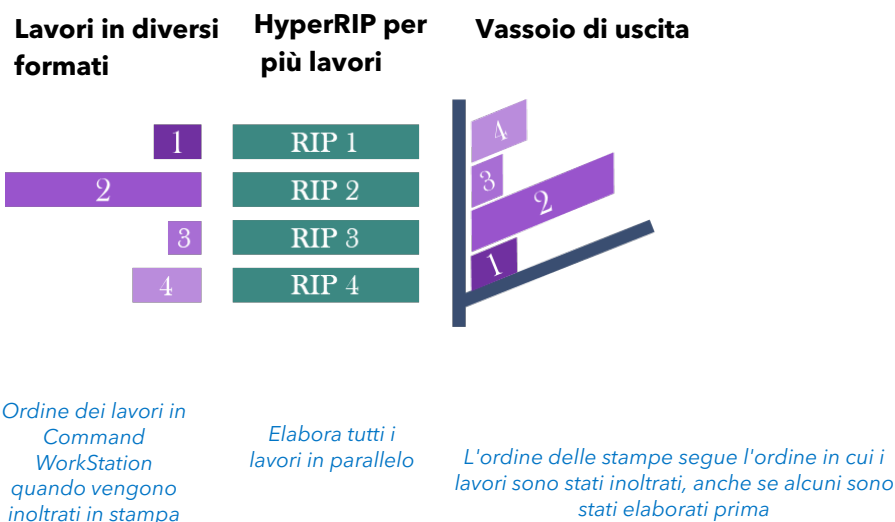 Lavori in diversi
formati
HyperRIP per
più lavori
Vassoio di uscita
1
RIP 1
2
RIP 2
3
RIP 3
4
RIP 4
4
3
2
1
Ordine dei lavori in
Command
WorkStation
quando vengono
inoltrati in stampa
Elabora tutti i
lavori in parallelo
L'ordine delle stampe segue l'ordine in cui i
lavori sono stati inoltrati, anche se alcuni sono
stati elaborati prima